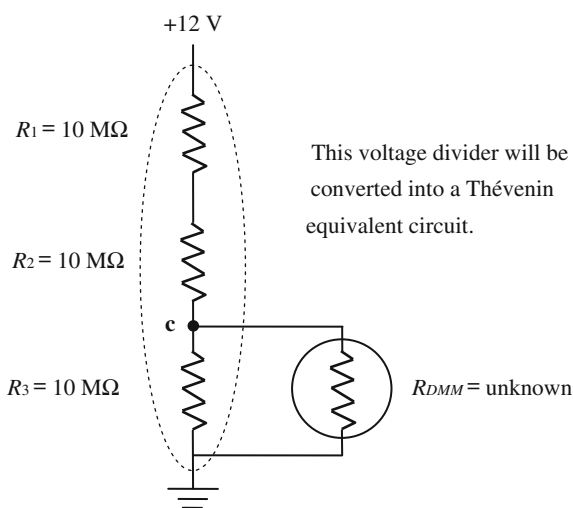 +12 V
R1 = 10 MΩ
This voltage divider will be
converted into a Thévenin
equivalent circuit.
R2 = 10 MΩ
c
R3 = 10 MΩ
RDMM = unknown